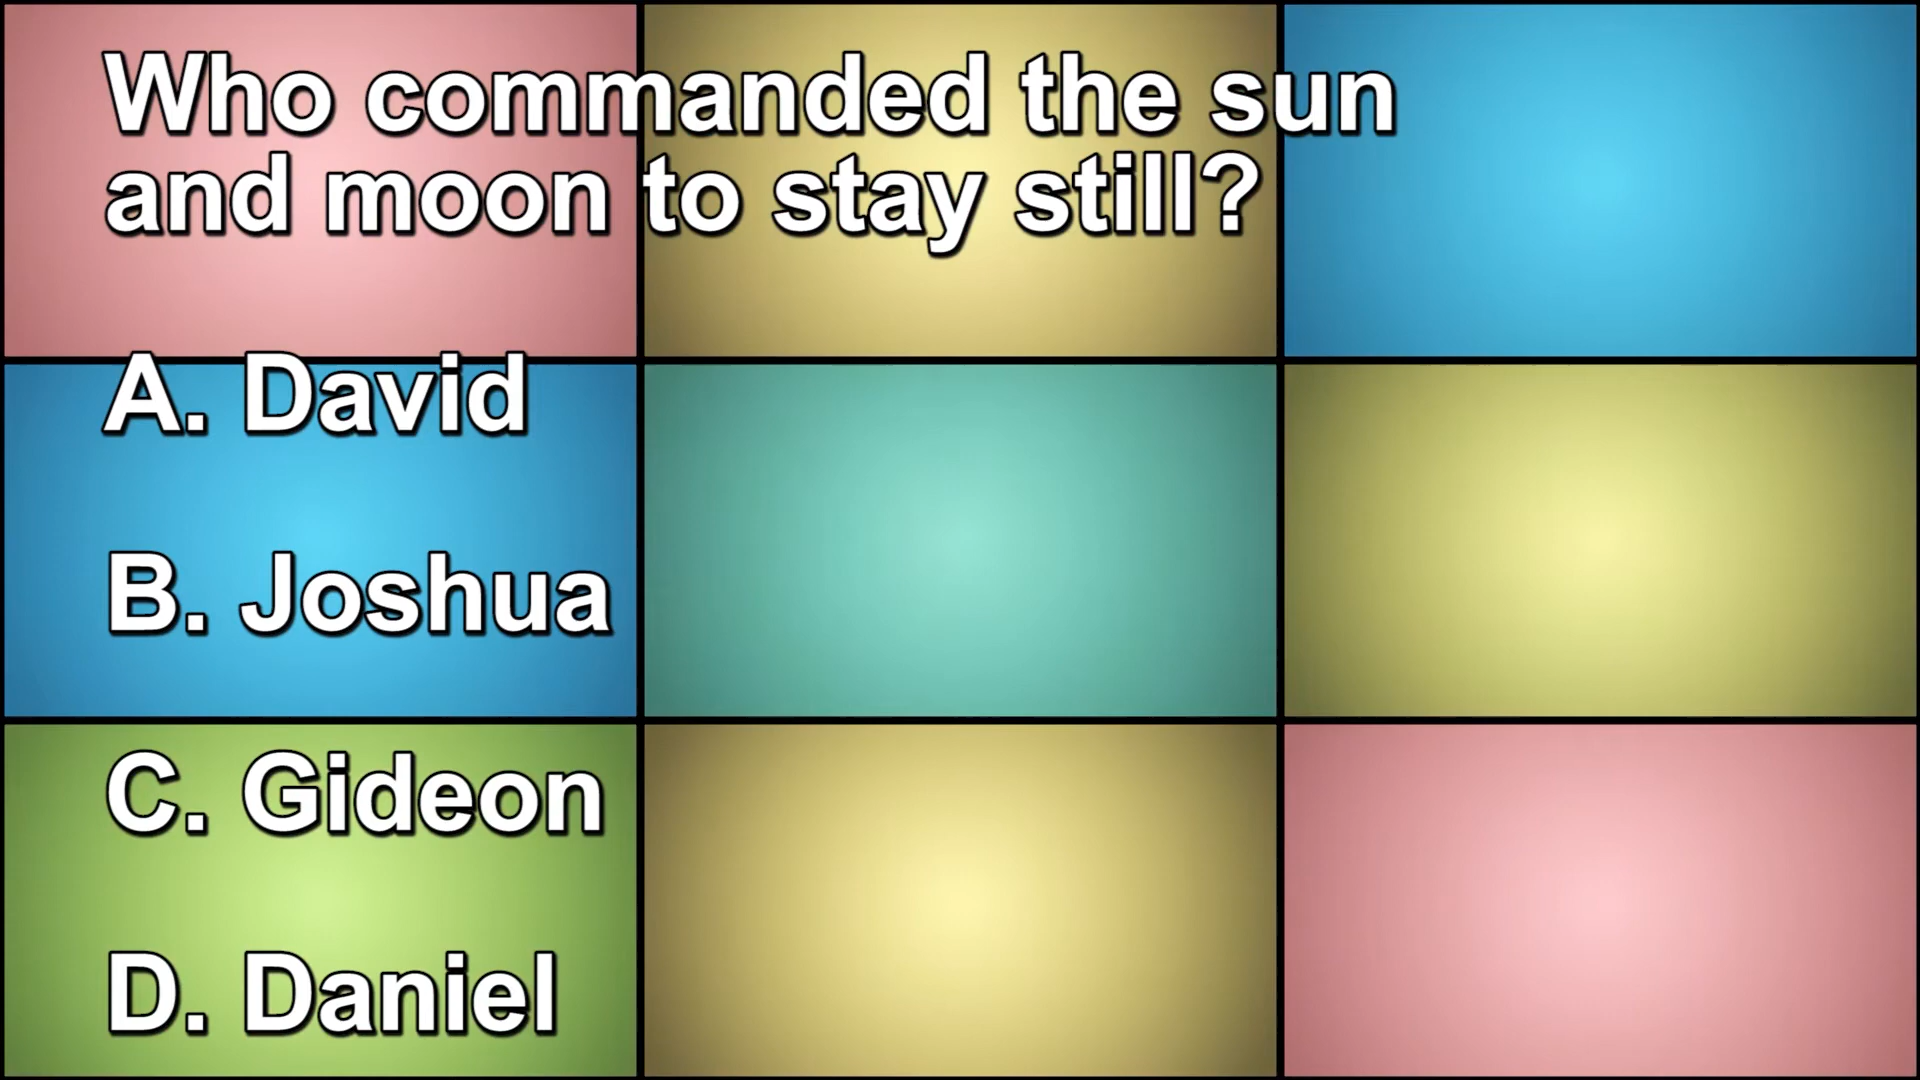 Who commanded the sun
and moon to stay still?
A. David
B. Joshua
C. Gideon
D. Daniel